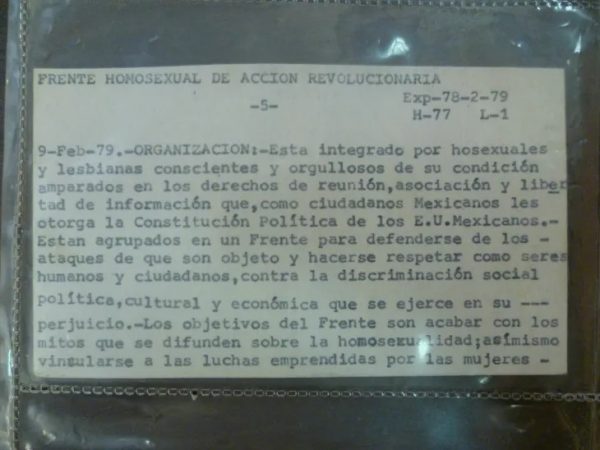 FRENTE HOMOSEXUAL DE ACCION REVOLUCIONARIA
-5-
Exp-78-2-79
H-77 L-1
9-Feb-79.-ORGANIZACION:-Esta integrado por hosexuales
y lesbianas conscientes y orgullosos de su condición
amparados en los derechos de reunión,asociación y liber
tad de información que,como ciudadanos Mexicanos les
otorga la Constitución Política de los E.U.Mexicanos.-
Estan agrupados en un Frente para defenderse de los -
ataques de que son objeto y hacerse respetar como seres
humanos y ciudadanos,contra la discriminación social
política,cultural y económica que se ejerce en su ---
perjuicio.-Los objetivos del Frente son acabar con los
mitos que se difunden sobre la homosexualidad;asímismo
vinsularse a las luchas emprendidas por las mujeres -